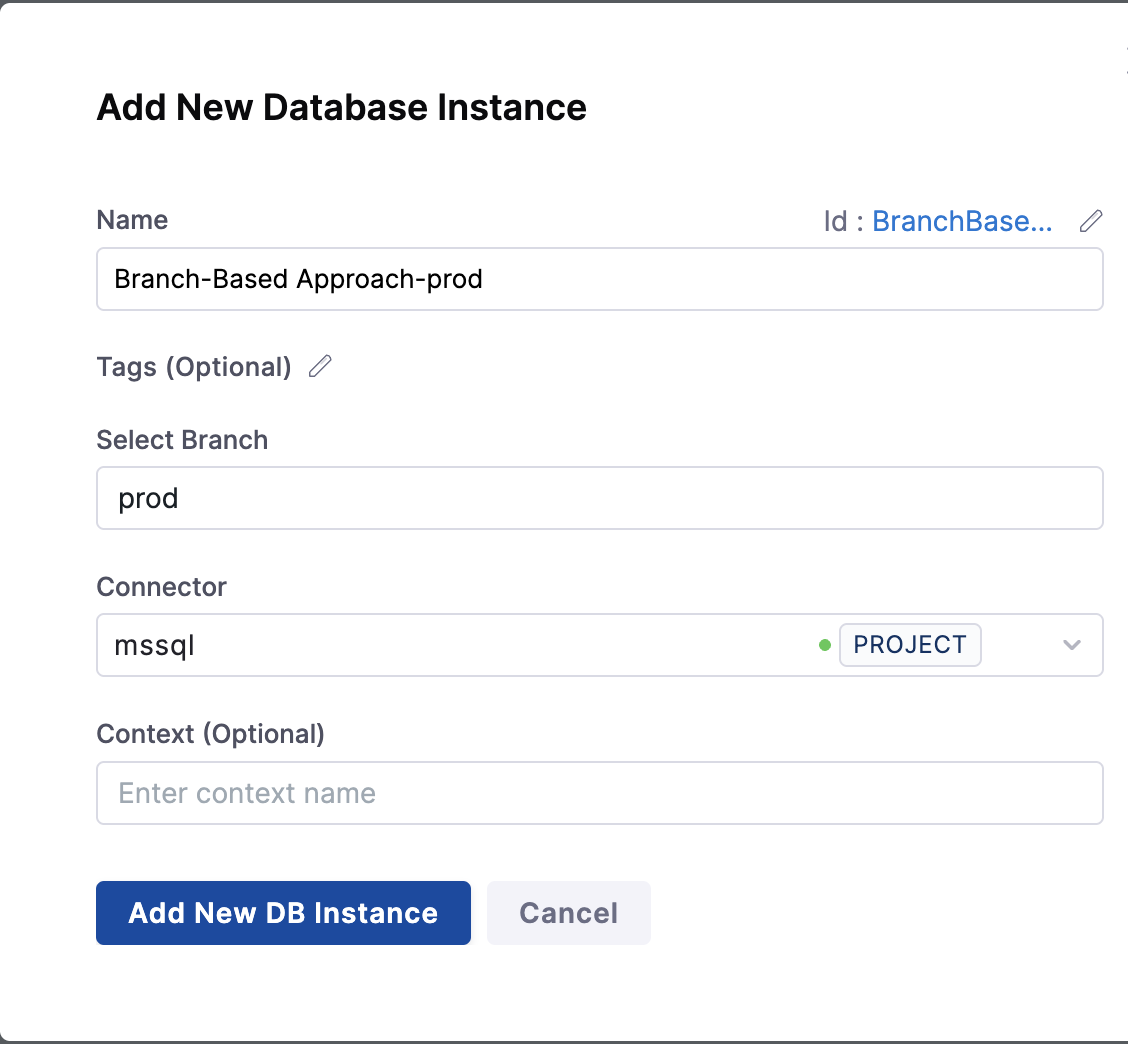 Add New Database Instance
Name Id : BranchBase...
Branch-Based Approach-prod
Tags (Optional)
Select Branch
prod
Connector
mssql PROJECT
Context (Optional)
Enter context name
Add New DB Instance Cancel